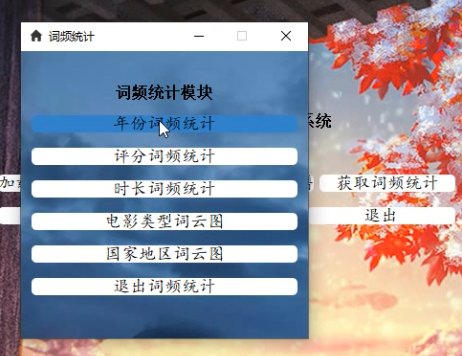 词频统计
词频统计模块
年份词频统计
评分词频统计
时长词频统计
电影类型词云图
国家地区词云图
退出词频统计
系统
获取词频统计
退出